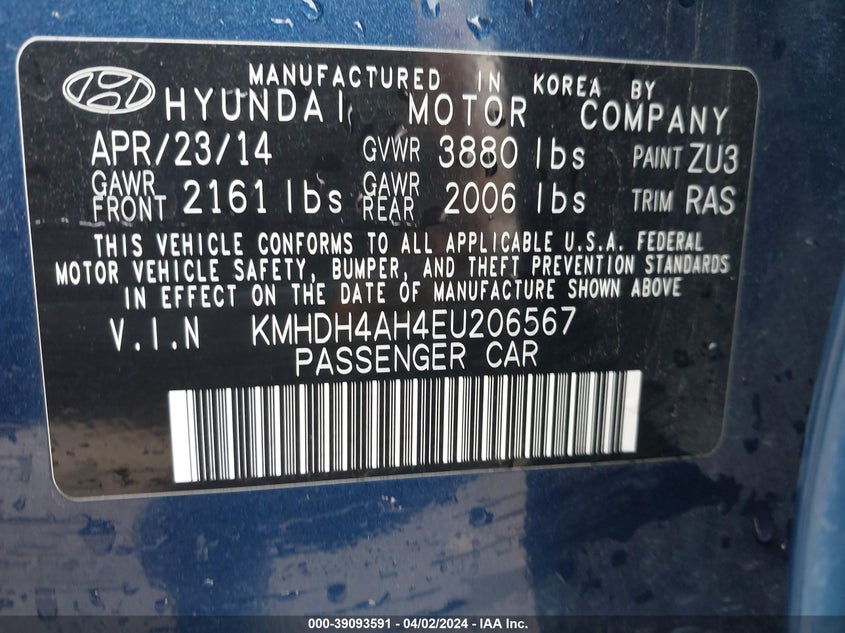 MANUFACTURED IN KOREA BY
HYUNDAI MOTOR COMPANY
APR/23/14 GVWR 3880 lbs PAINT ZU3
GAWR FRONT 2161 lbs GAWR REAR 2006 lbs TRIM RAS
THIS VEHICLE CONFORMS TO ALL APPLICABLE U.S.A. FEDERAL
MOTOR VEHICLE SAFETY, BUMPER, AND THEFT PREVENTION STANDARDS
IN EFFECT ON THE DATE OF MANUFACTURE SHOWN ABOVE
V.I.N KMHDH4AH4EU206567
PASSENGER CAR
000-39093591 / 04/02/2024 - IAA Inc.